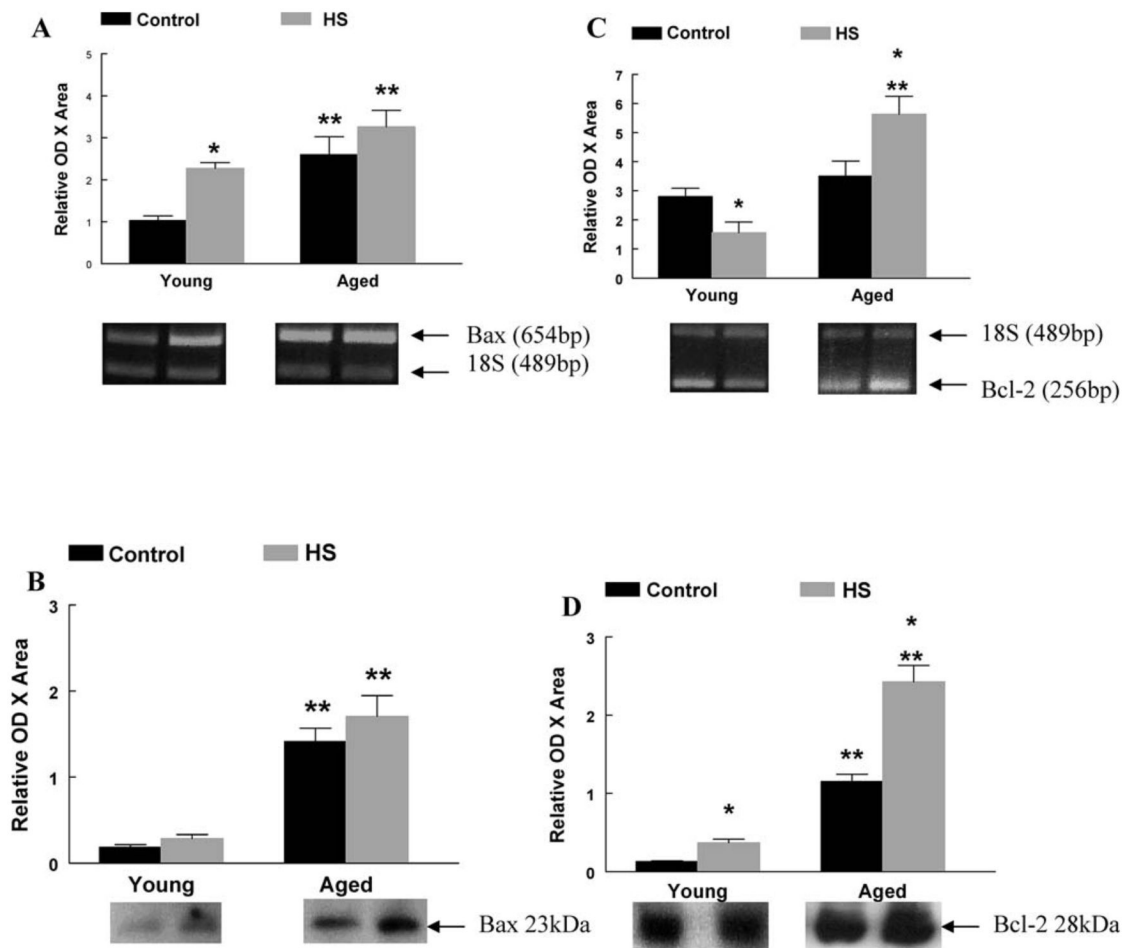 A
Control HS
Relative OD X Area
5
4
3
2
1
0
*
**
**
Young Aged
Bax (654bp)
18S (489bp)
C
Control HS
Relative OD X Area
7
6
5
4
3
2
1
0
*
*
**
Young Aged
18S (489bp)
Bcl-2 (256bp)
B
Control HS
Relative OD X Area
3
2
1
0
**
**
Young Aged
Bax 23kDa
D
Control HS
Relative OD X Area
3
2
1
0
*
**
*
**
Young Aged
Bcl-2 28kDa